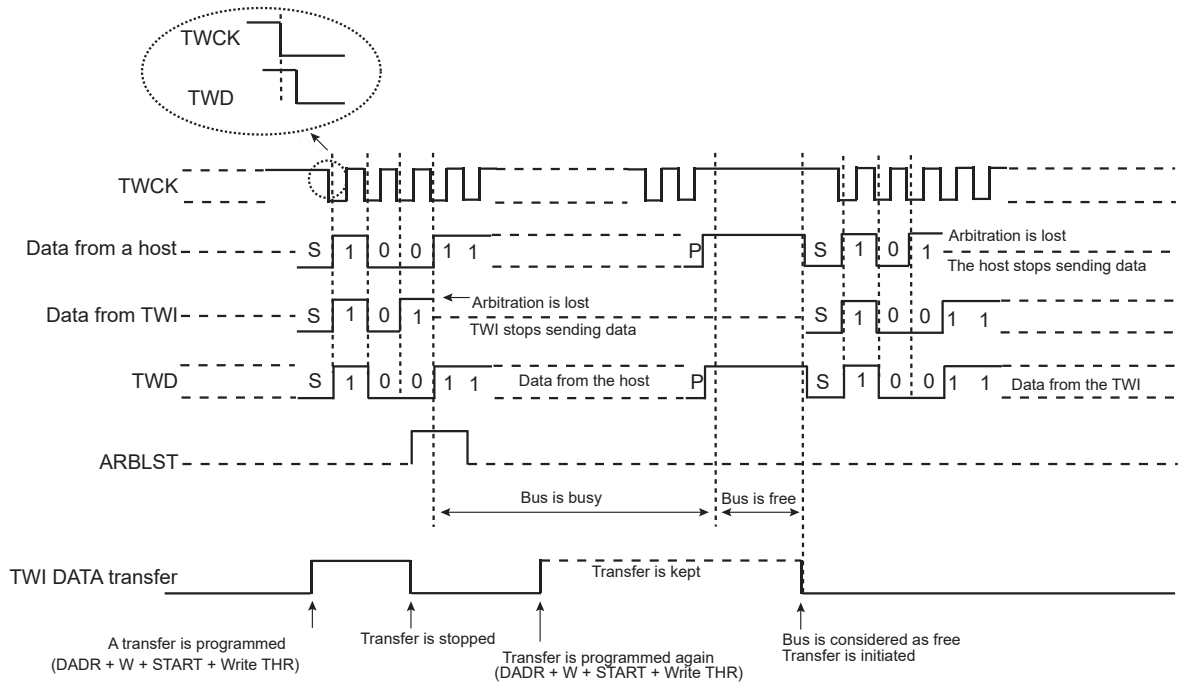 TWCK
TWD
TWCK
Data from a host S 1 0 0 1 1 P S 1 0 1 Arbitration is lost
The host stops sending data
Data from TWI S 1 0 1 Arbitration is lost S 1 0 0 1 1
TWI stops sending data
TWD S 1 0 0 1 1 Data from the host P S 1 0 0 1 1 Data from the TWI
ARBLST
Bus is busy Bus is free
TWI DATA transfer Transfer is kept
A transfer is programmed
(DADR + W + START + Write THR)
Transfer is stopped
Transfer is programmed again
(DADR + W + START + Write THR)
Bus is considered as free
Transfer is initiated